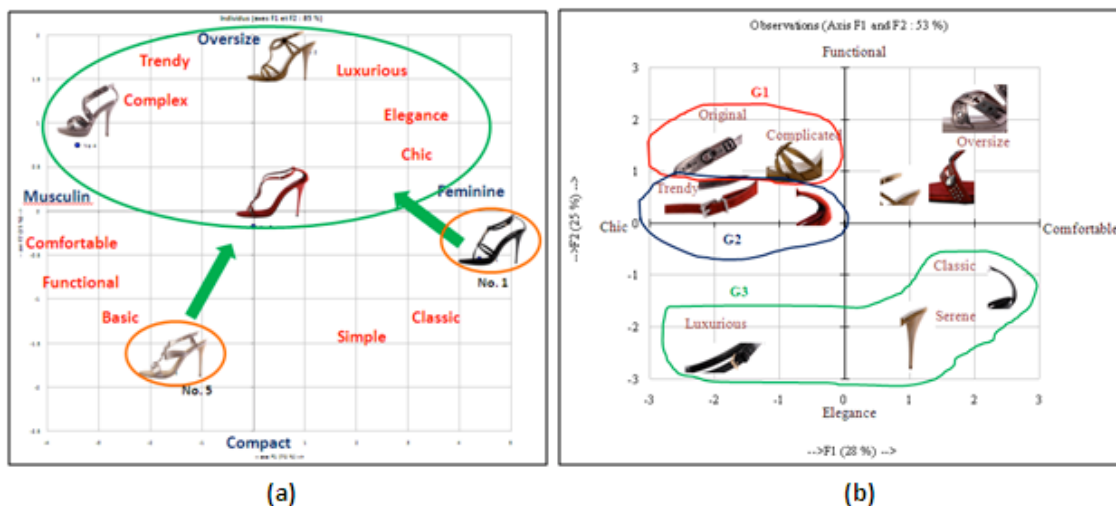 Individus (axes F1 et F2 : 85 %)
Oversize
Trendy
Luxurious
Complex
Elegance
Chic
Musculin
Feminine
Comfortable
Functional
No. 1
Basic
Classic
Simple
No. 5
Compact
(a)
Observations (Axis F1 and F2 : 53 %)
Functional
3
G1
2
Original
Complicated
Oversize
1
Trendy
Chic
0
Comfortable
G2
-1
Classic
G3
-2
Luxurious
Serene
-3
-3 -2 -1 0 1 2 3
Elegance
-->F2 (25 %) -->
-->F1 (28 %) -->
(b)